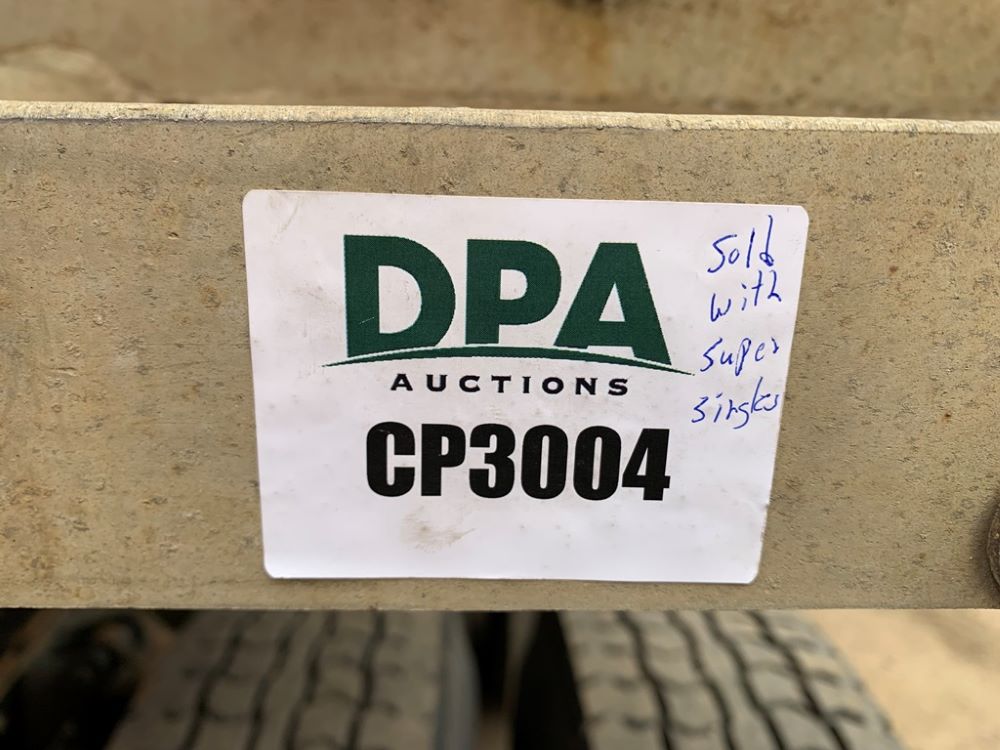 DPA
AUCTIONS
CP3004
Sold
with
Super
singles